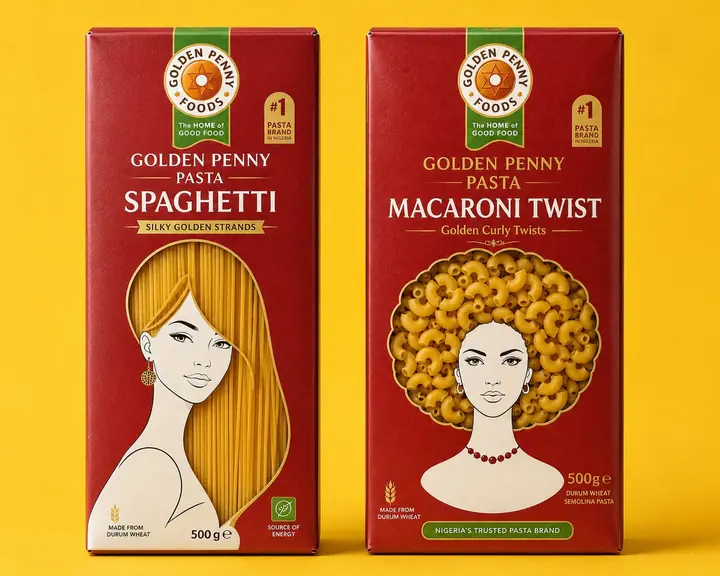 GOLDEN PENNY
FOODS
The HOME of
GOOD FOOD
#1
PASTA
BRAND
IN NIGERIA
GOLDEN PENNY
PASTA
SPAGHETTI
SILKY GOLDEN STRANDS
MADE FROM
DURUM WHEAT
500 g ℮
SOURCE OF
ENERGY
GOLDEN PENNY
FOODS
The HOME of
GOOD FOOD
#1
PASTA
BRAND
IN NIGERIA
GOLDEN PENNY
PASTA
MACARONI TWIST
Golden Curly Twists
500g ℮
DURUM WHEAT
SEMOLINA PASTA
MADE FROM
DURUM WHEAT
NIGERIA'S TRUSTED PASTA BRAND